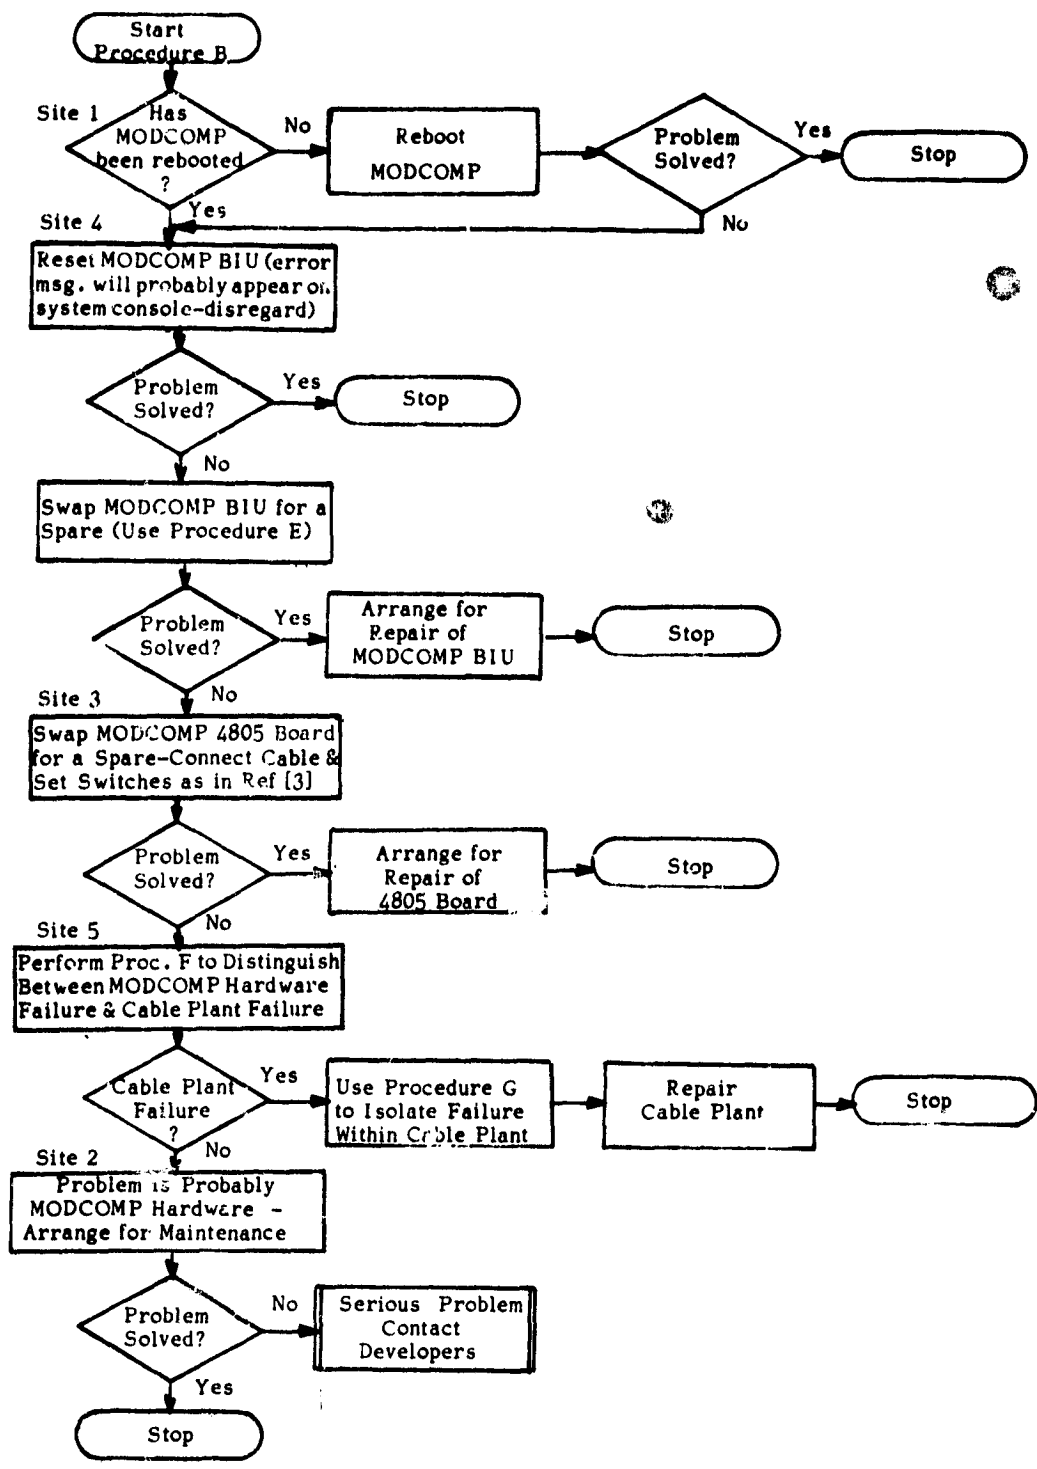 Start
Procedure B
Site 1
Has
MODCOMP
been rebooted
?
No
Reboot
MODCOMP
Problem
Solved?
Yes
Stop
Yes
No
Site 4
Reset MODCOMP BIU (error
msg. will probably appear on
system console-disregard)
Problem
Solved?
Yes
Stop
No
Swap MODCOMP BIU for a
Spare (Use Procedure E)
Problem
Solved?
Yes
Arrange for
Repair of
MODCOMP BIU
Stop
No
Site 3
Swap MODCOMP 4805 Board
for a Spare-Connect Cable &
Set Switches as in Ref [3]
Problem
Solved?
Yes
Arrange for
Repair of
4805 Board
Stop
No
Site 5
Perform Proc. F to Distinguish
Between MODCOMP Hardware
Failure & Cable Plant Failure
Cable Plant
Failure
?
Yes
Use Procedure G
to Isolate Failure
Within Cable Plant
Repair
Cable Plant
Stop
No
Site 2
Problem is Probably
MODCOMP Hardware -
Arrange for Maintenance
Problem
Solved?
No
Serious Problem
Contact
Developers
Yes
Stop